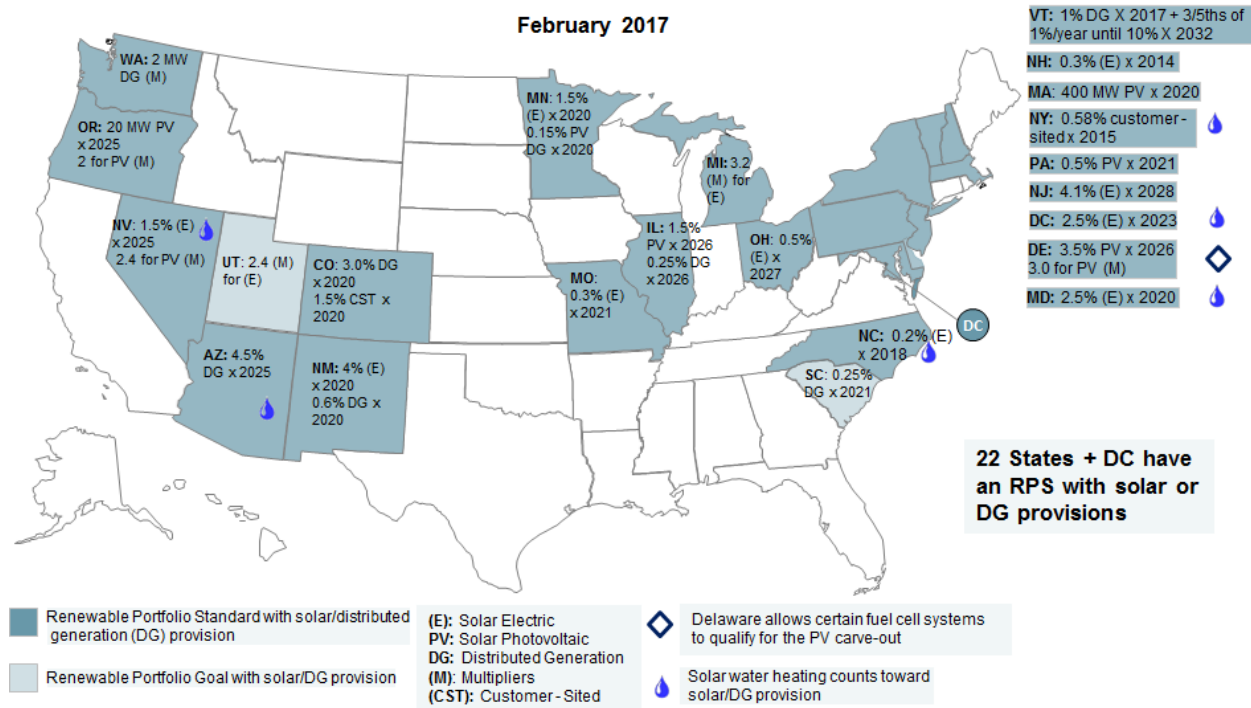 February 2017
WA: 2 MW
DG (M)
OR: 20 MW PV
x 2025
2 for PV (M)
NV: 1.5% (E)
x 2025
2.4 for PV (M)
UT: 2.4 (M)
for (E)
CO: 3.0% DG
x 2020
1.5% CST x
2020
AZ: 4.5%
DG x 2025
NM: 4% (E)
x 2020
0.6% DG x
2020
MN: 1.5%
(E) x 2020
0.15% PV
DG x 2020
MO:
0.3% (E)
x 2021
IL: 1.5%
PV x 2026
0.25% DG
x 2026
MI: 3.2
(M) for
(E)
OH: 0.5%
(E) x
2027
NC: 0.2% (E)
x 2018
SC: 0.25%
DG x 2021
DC
VT: 1% DG X 2017 + 3/5ths of
1%/year until 10% X 2032
NH: 0.3% (E) x 2014
MA: 400 MW PV x 2020
NY: 0.58% customer-
sited x 2015
PA: 0.5% PV x 2021
NJ: 4.1% (E) x 2028
DC: 2.5% (E) x 2023
DE: 3.5% PV x 2026
3.0 for PV (M)
MD: 2.5% (E) x 2020
22 States + DC have
an RPS with solar or
DG provisions
Renewable Portfolio Standard with solar/distributed
generation (DG) provision
Renewable Portfolio Goal with solar/DG provision
(E): Solar Electric
PV: Solar Photovoltaic
DG: Distributed Generation
(M): Multipliers
(CST): Customer - Sited
Delaware allows certain fuel cell systems
to qualify for the PV carve-out
Solar water heating counts toward
solar/DG provision